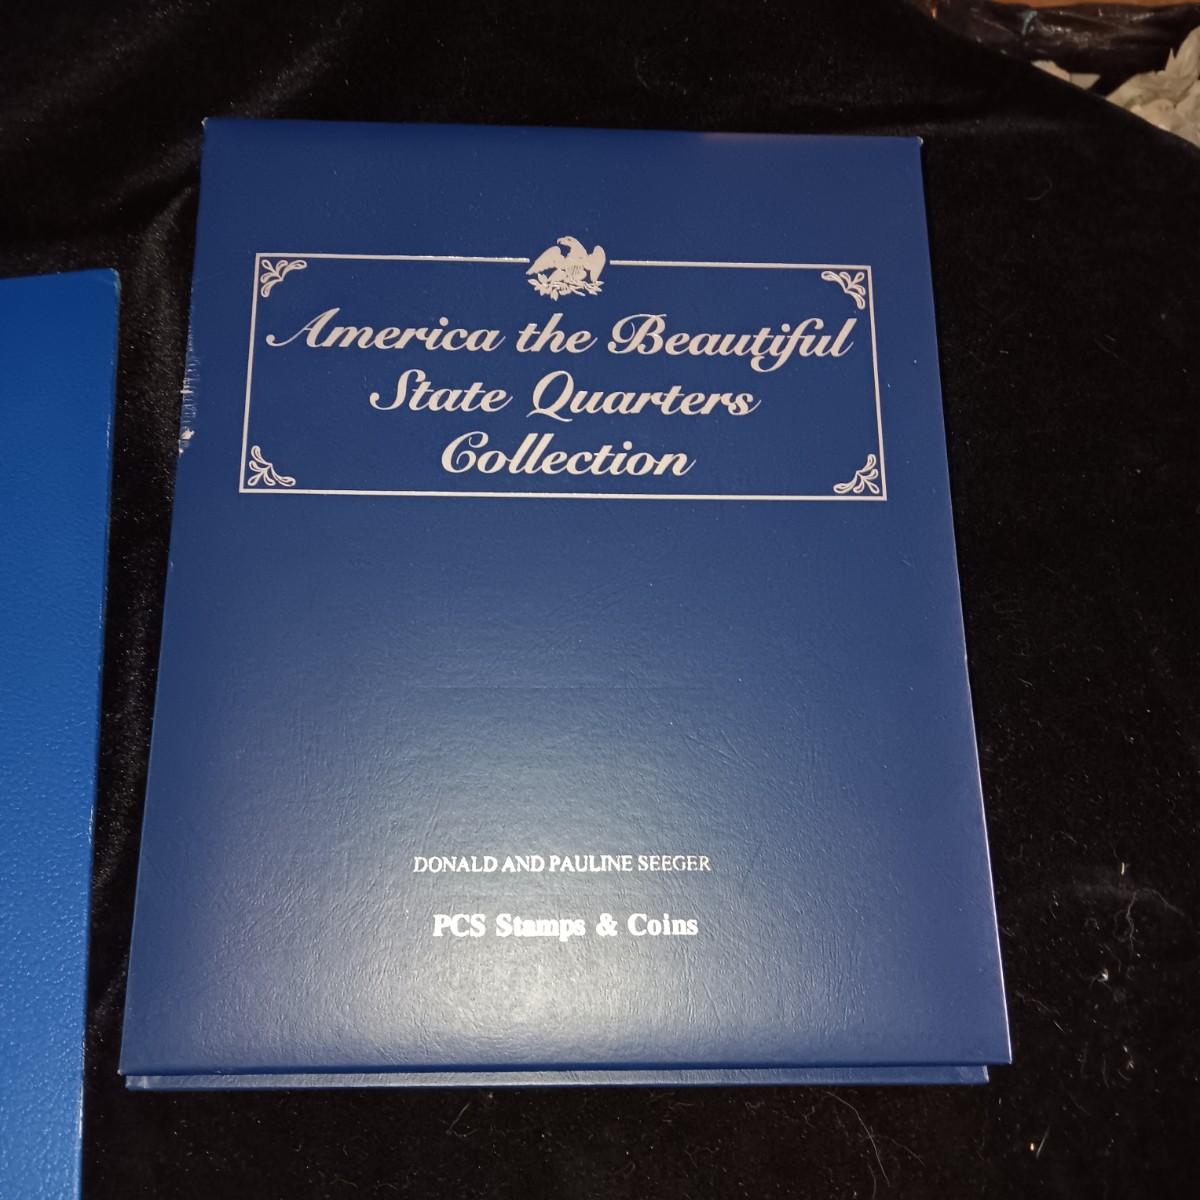 America the Beautiful
State Quarters
Collection
DONALD AND PAULINE SEEGER
PCS Stamps & Coins